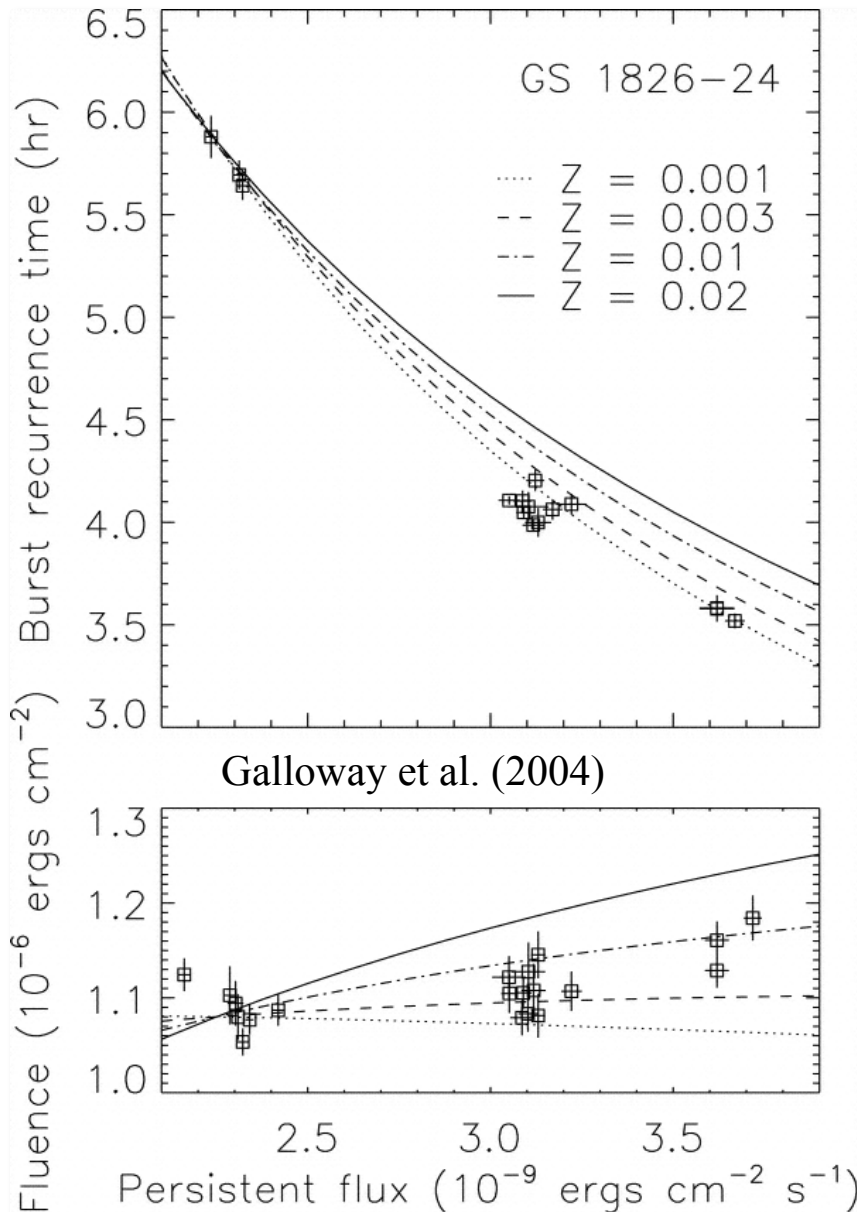 GS 1826−24
Z = 0.001
Z = 0.003
Z = 0.01
Z = 0.02
Burst recurrence time (hr)
6.5
6.0
5.5
5.0
4.5
4.0
3.5
3.0
Galloway et al. (2004)
Fluence (10⁻⁶ ergs cm⁻²)
1.3
1.2
1.1
1.0
2.5 3.0 3.5
Persistent flux (10⁻⁹ ergs cm⁻² s⁻¹)